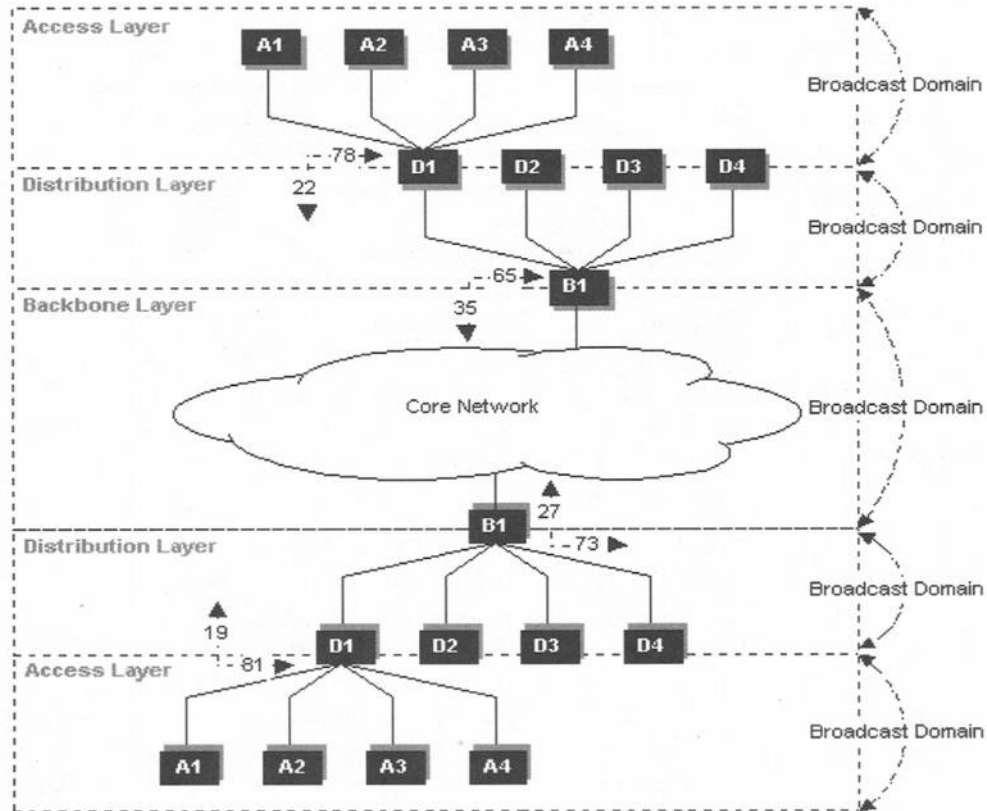 Access Layer
A1 A2 A3 A4
Broadcast Domain
78
D1 D2 D3 D4
Distribution Layer
22
Broadcast Domain
65
B1
Backbone Layer
35
Core Network
Broadcast Domain
27
B1
73
Distribution Layer
Broadcast Domain
19
D1 D2 D3 D4
81
Access Layer
Broadcast Domain
A1 A2 A3 A4